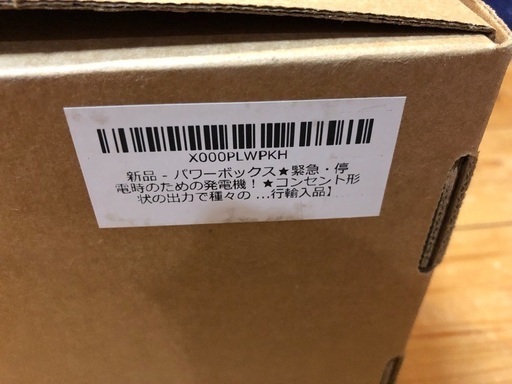 X000PLWPKH
新品 - パワーボックス★緊急・停
電時のための発電機！★コンセント形
状の出力で種々の ...行輸入品】